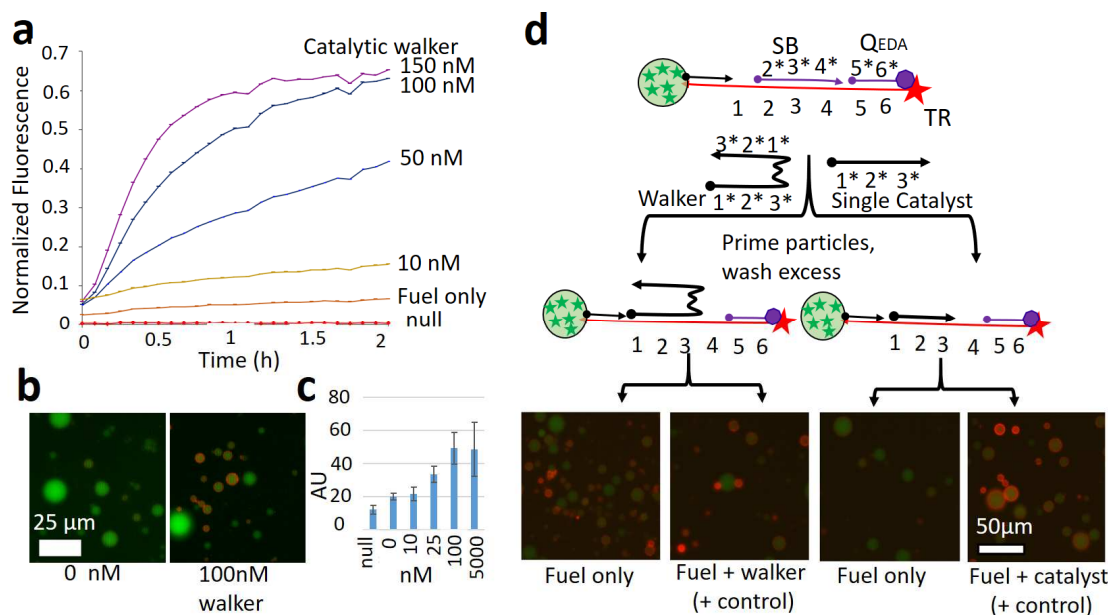 a
Normalized Fluorescence
0.7
0.6
0.5
0.4
0.3
0.2
0.1
0
0
0.5
1
1.5
2
Time (h)
Catalytic walker
150 nM
100 nM
50 nM
10 nM
Fuel only
null
b
25 µm
0 nM
100nM
walker
c
AU
80
60
40
20
0
null
0
10
25
100
5000
nM
d
SB
QEDA
2* 3* 4*
5* 6*
1 2 3 4 5 6
TR
3* 2* 1*
Walker
1* 2* 3*
1* 2* 3*
Single Catalyst
Prime particles,
wash excess
1 2 3 4 5 6
1 2 3 4 5 6
50µm
Fuel only
Fuel + walker
(+ control)
Fuel only
Fuel + catalyst
(+ control)